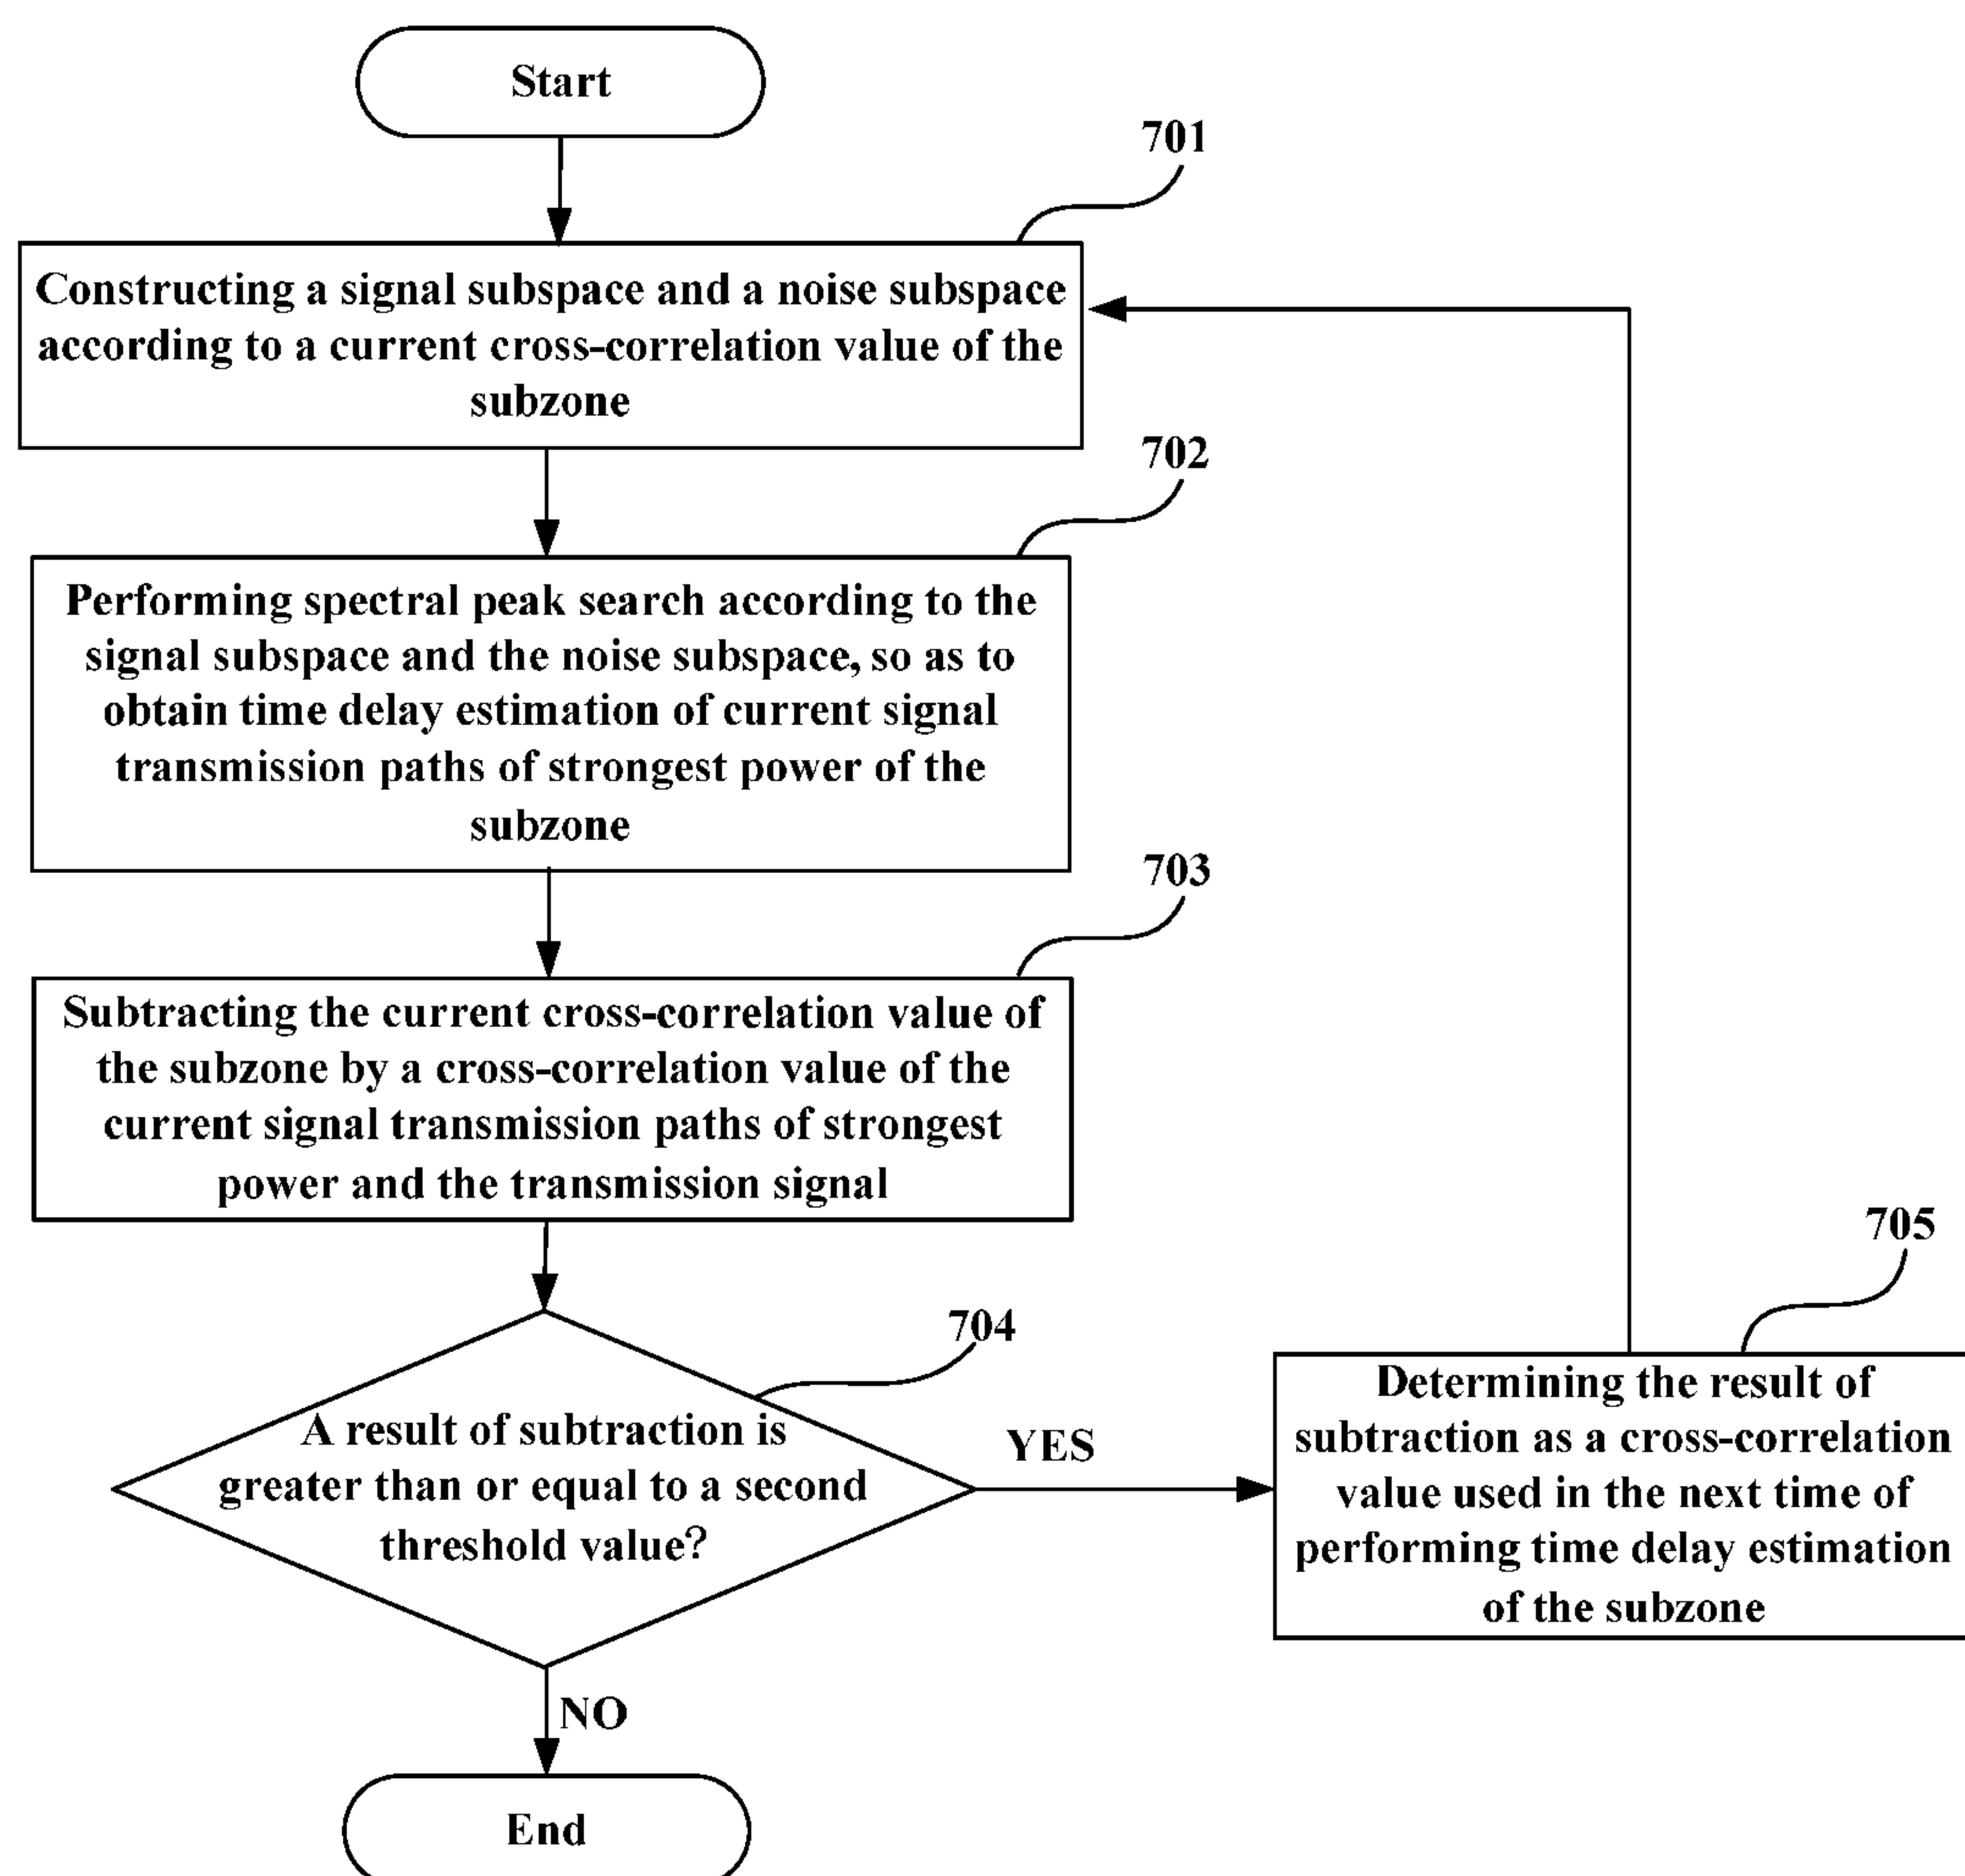 Start
701
Constructing a signal subspace and a noise subspace
according to a current cross-correlation value of the
subzone
702
Performing spectral peak search according to the
signal subspace and the noise subspace, so as to
obtain time delay estimation of current signal
transmission paths of strongest power of the
subzone
703
Subtracting the current cross-correlation value of
the subzone by a cross-correlation value of the
current signal transmission paths of strongest
power and the transmission signal
704
A result of subtraction is
greater than or equal to a second
threshold value?
YES
705
Determining the result of
subtraction as a cross-correlation
value used in the next time of
performing time delay estimation
of the subzone
NO
End